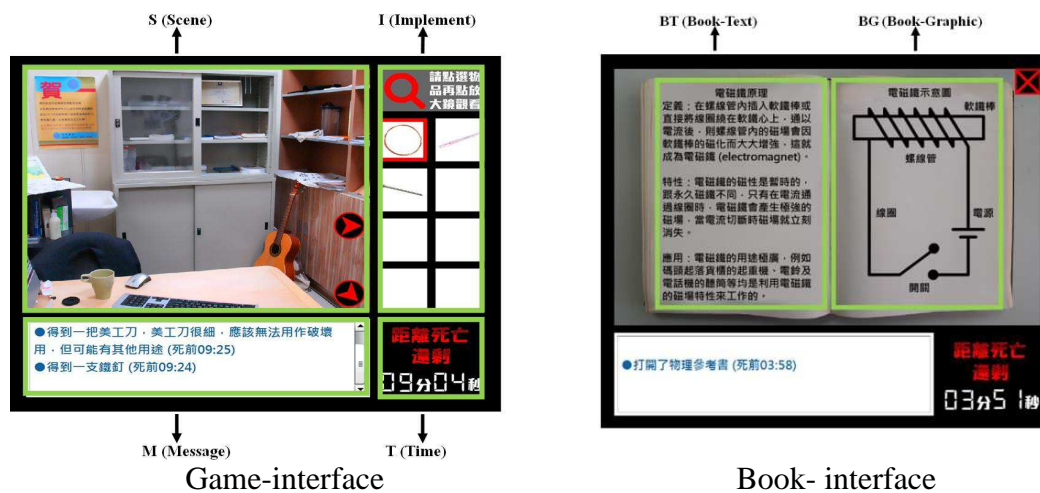 S (Scene)
I (Implement)
賀
請點選物
品再點放
大鏡觀看
●得到一把美工刀，美工刀很細，應該無法用作破壞
用，但可能有其他用途 (死前09:25)
●得到一支鐵釘 (死前09:24)
距離死亡
還剩
09分04秒
M (Message)
T (Time)
Game-interface
BT (Book-Text)
BG (Book-Graphic)
電磁鐵原理
定義：在螺線管內插入軟鐵棒或
直接將線圈繞在軟鐵心上，通以
電流後，則螺線管內的磁場會因
軟鐵棒的磁化而大大增強，這就
成為電磁鐵 (electromagnet)。
特性：電磁鐵的磁性是暫時的，
跟永久磁鐵不同，只有在電流通
過線圈時，電磁鐵會產生極強的
磁場，當電流切斷時磁場就立刻
消失。
應用：電磁鐵的用途極廣，例如
碼頭起落貨櫃的起重機、電鈴及
電話機的聽筒等均是利用電磁鐵
的磁場特性來工作的。
電磁鐵示意圖
軟鐵棒
螺線管
線圈
電源
開關
●打開了物理參考書 (死前03:58)
距離死亡
還剩
03分51秒
Book- interface